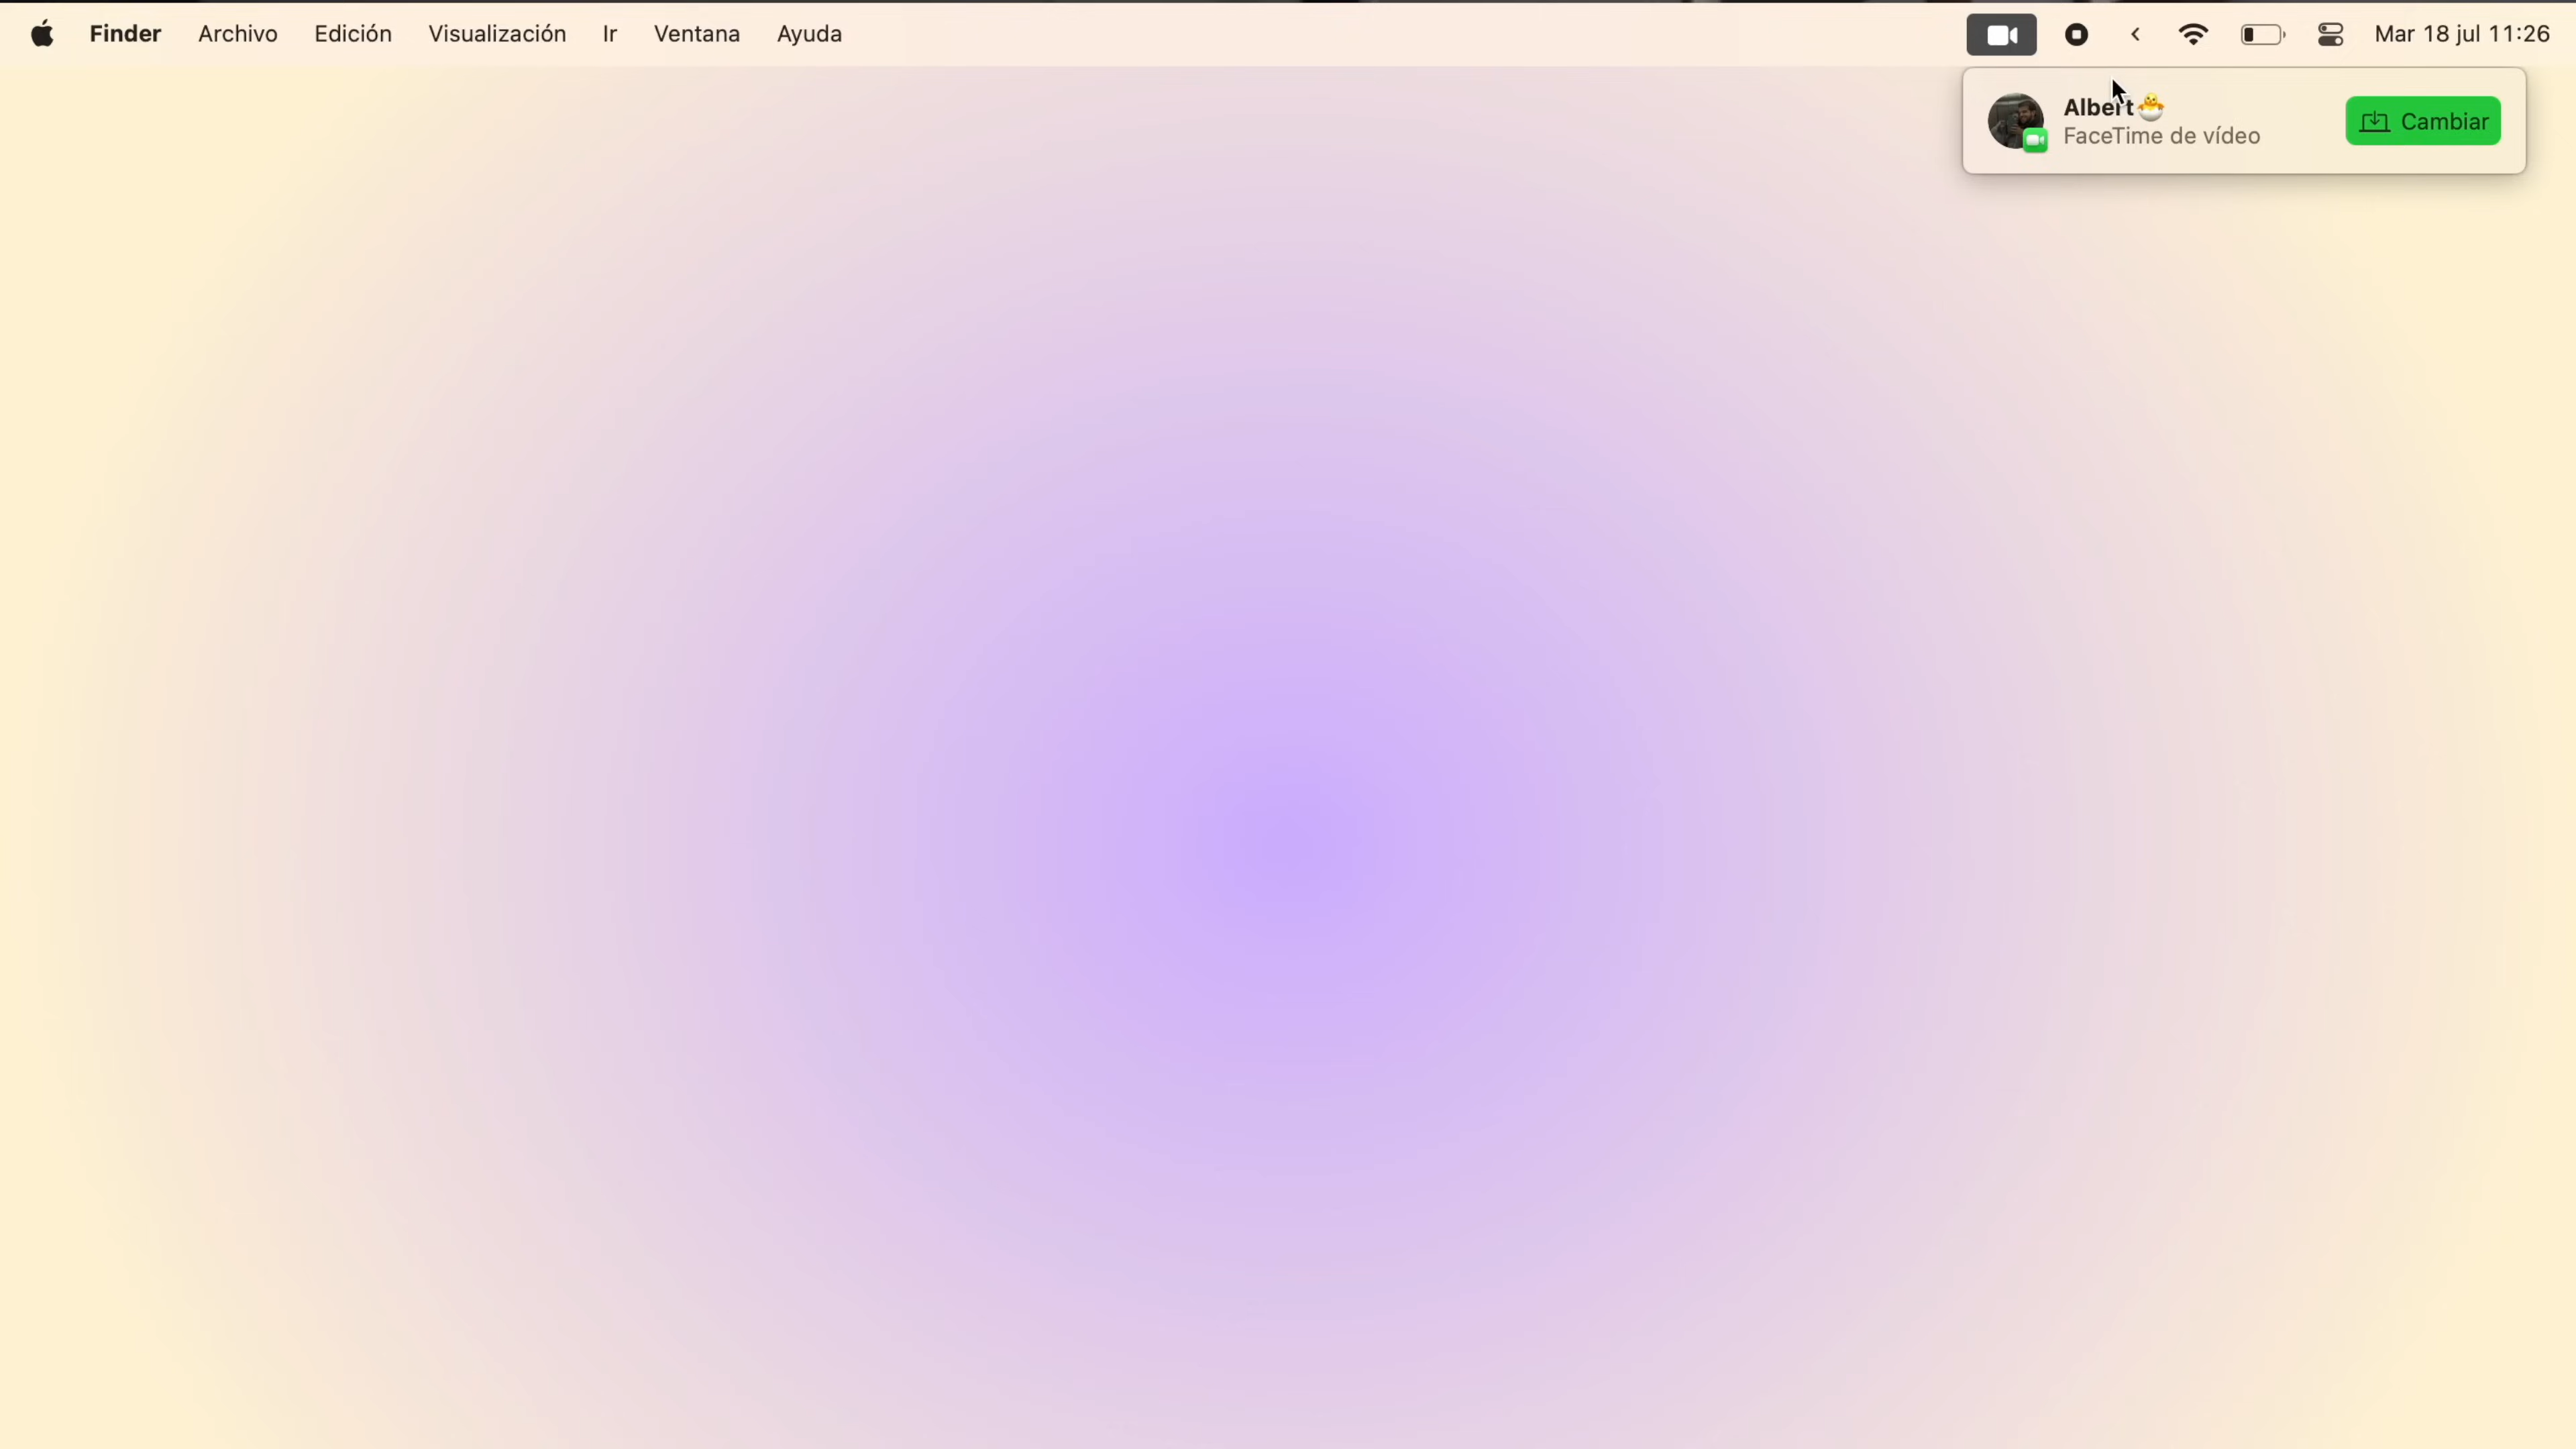 Finder Archivo Edición Visualización Ir Ventana Ayuda Mar 18 jul 11:26
Albert🐣
FaceTime de vídeo
Cambiar